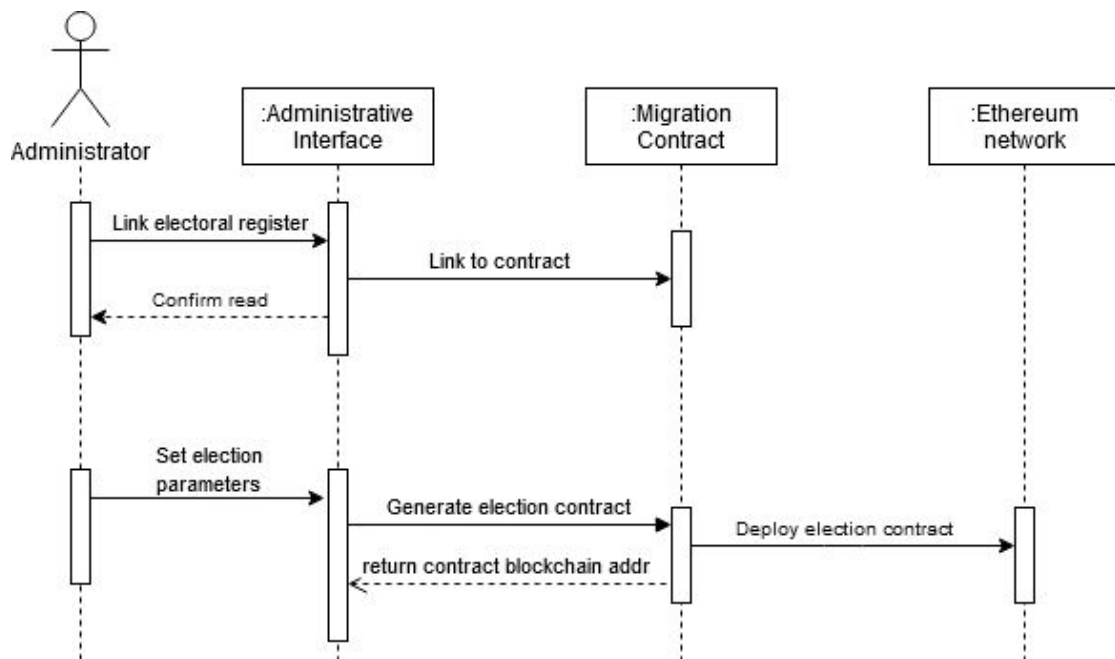 Administrator
:Administrative
Interface
:Migration
Contract
:Ethereum
network
Link electoral register
Link to contract
Confirm read
Set election
parameters
Generate election contract
Deploy election contract
return contract blockchain addr